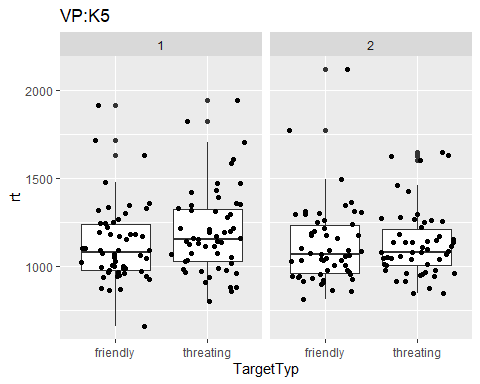 VP:K5
1
2
rt
2000
1500
1000
friendly
threating
friendly
threating
TargetTyp